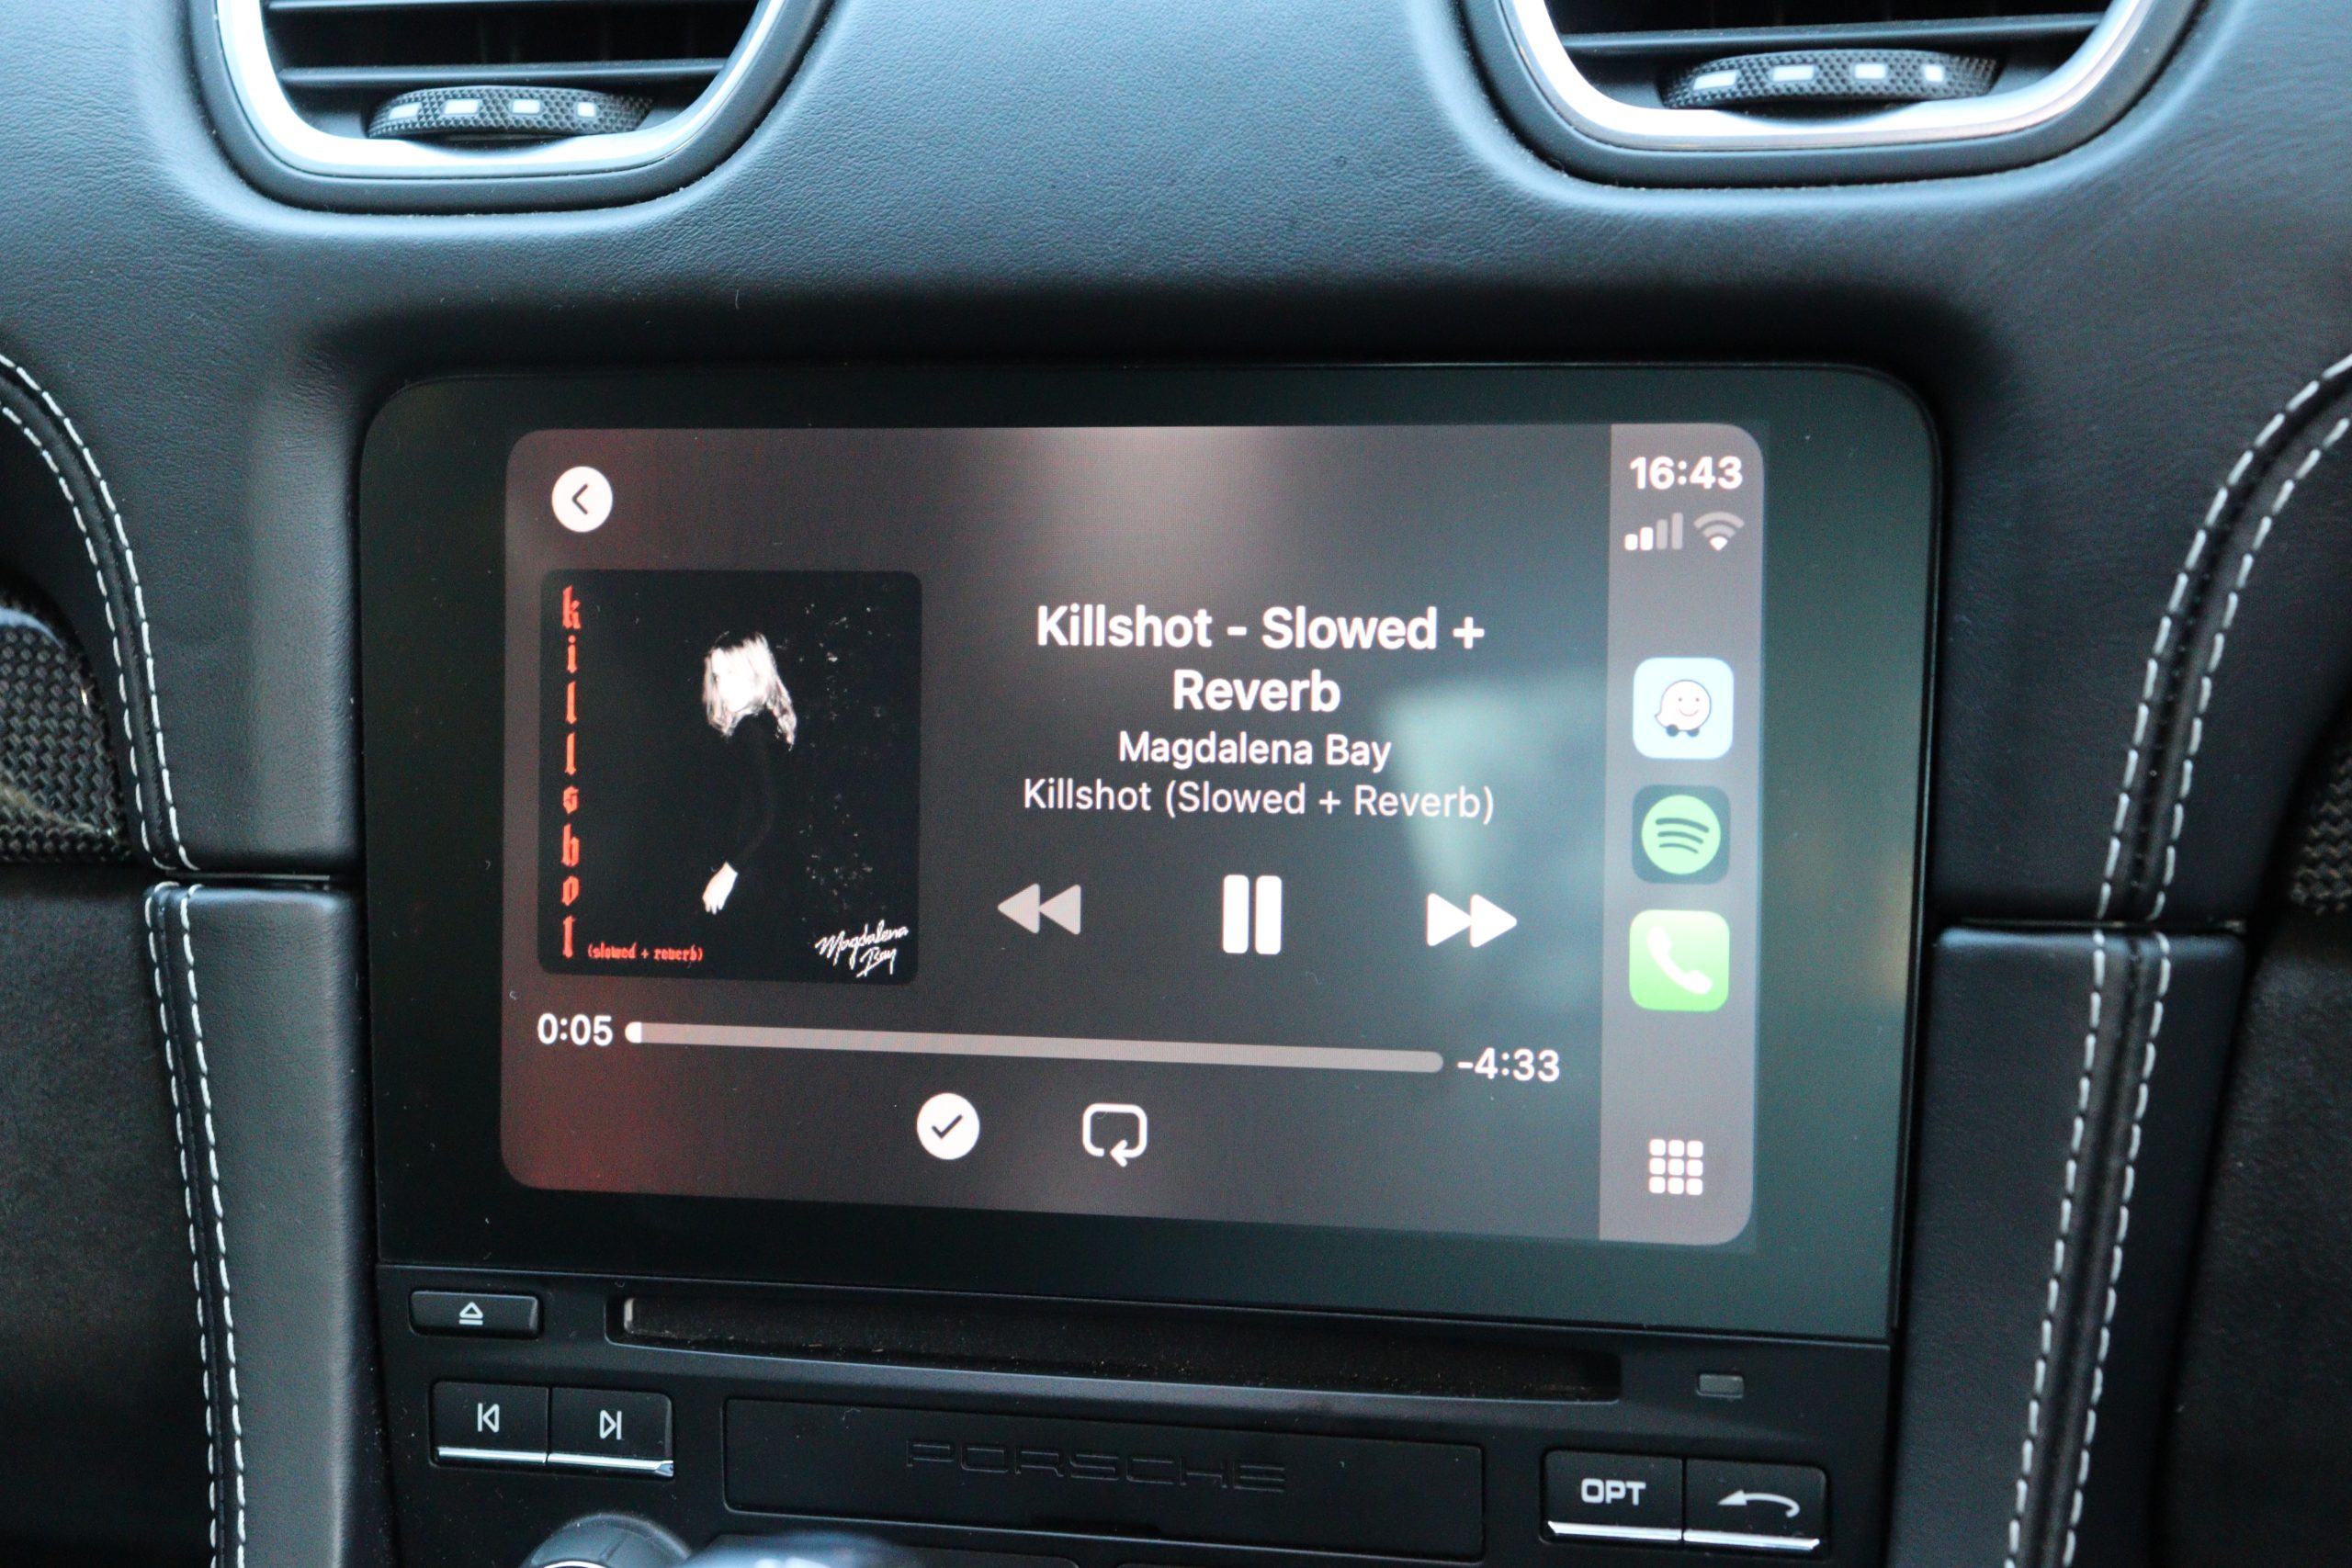 16:43
killshot
(slowed + reverb)
Magdalena
Bay
Killshot - Slowed +
Reverb
Magdalena Bay
Killshot (Slowed + Reverb)
0:05
-4:33
PORSCHE
OPT